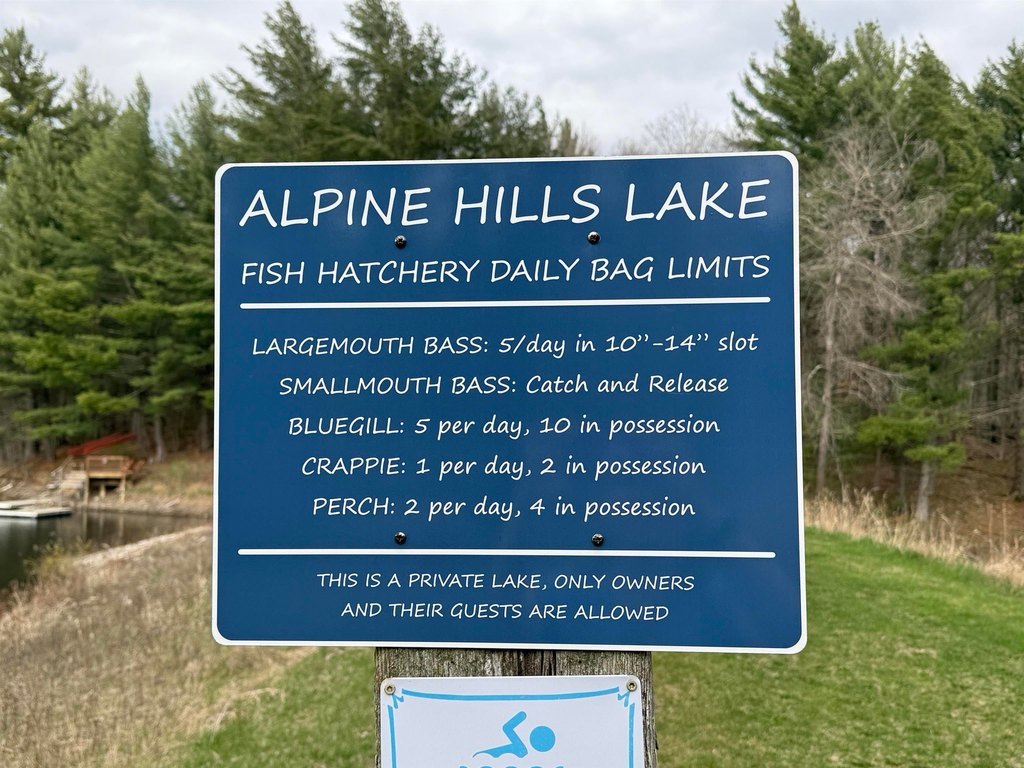 ALPINE HILLS LAKE
FISH HATCHERY DAILY BAG LIMITS
LARGEMOUTH BASS: 5/day in 10”-14” slot
SMALLMOUTH BASS: Catch and Release
BLUEGILL: 5 per day, 10 in possession
CRAPPIE: 1 per day, 2 in possession
PERCH: 2 per day, 4 in possession
THIS IS A PRIVATE LAKE, ONLY OWNERS
AND THEIR GUESTS ARE ALLOWED